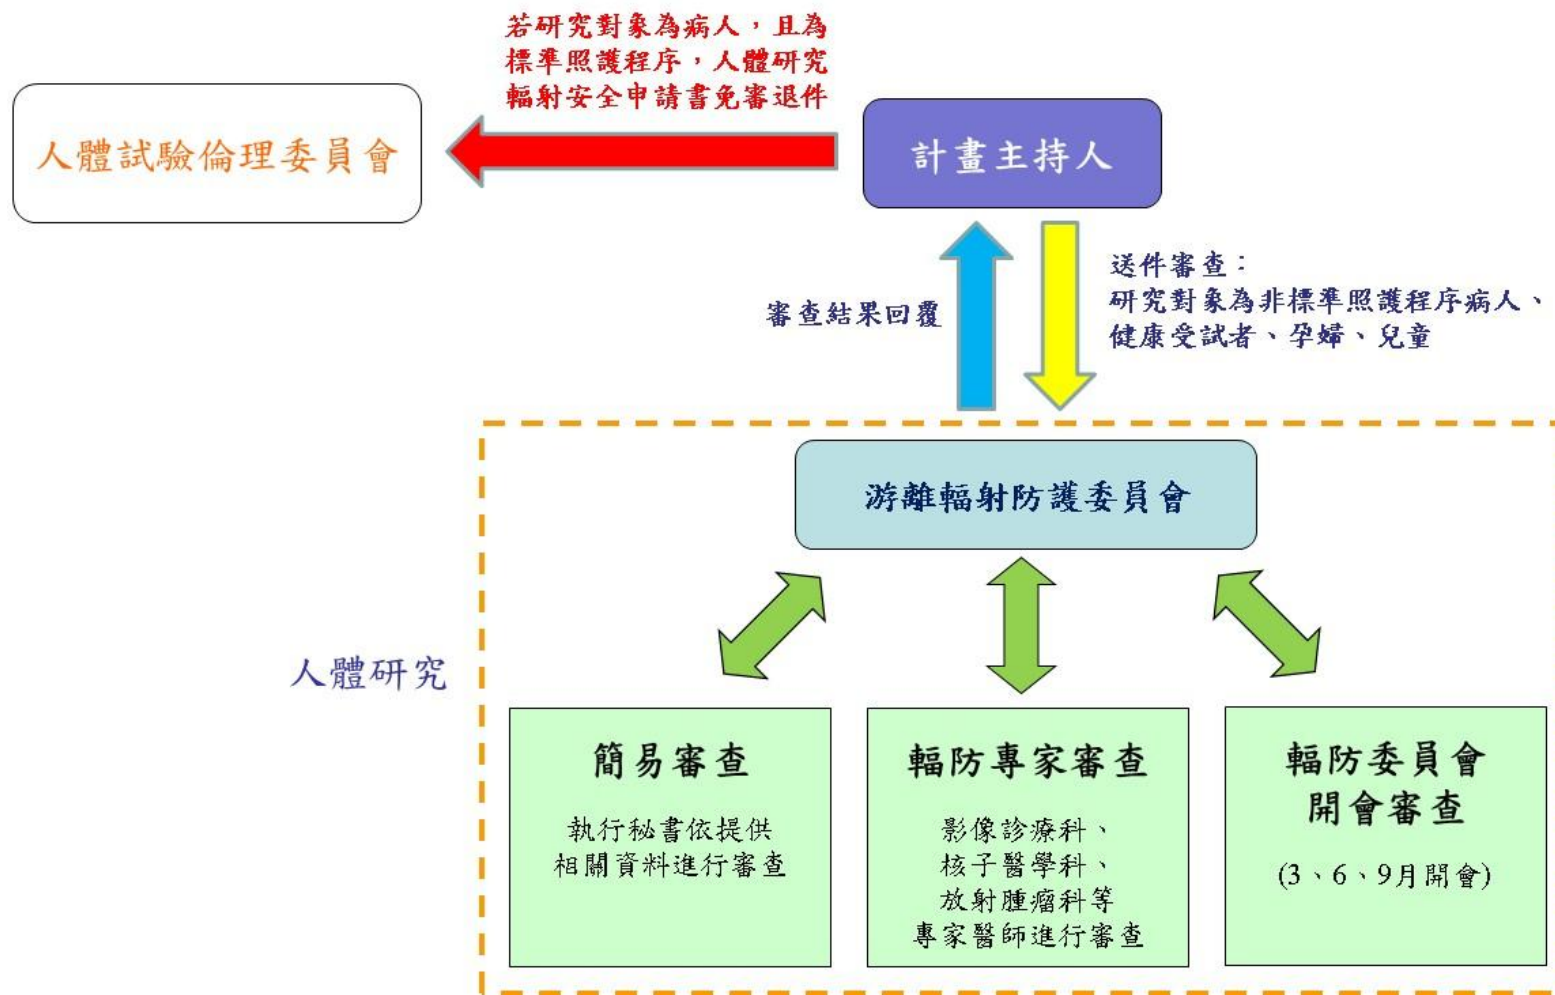 若研究對象為病人，且為
標準照護程序，人體研究
輻射安全申請書免審退件
人體試驗倫理委員會
計畫主持人
審查結果回覆
送件審查：
研究對象為非標準照護程序病人、
健康受試者、孕婦、兒童
游離輻射防護委員會
人體研究
簡易審查
執行秘書依提供
相關資料進行審查
輻防專家審查
影像診療科、
核子醫學科、
放射腫瘤科等
專家醫師進行審查
輻防委員會
開會審查
(3、6、9月開會)